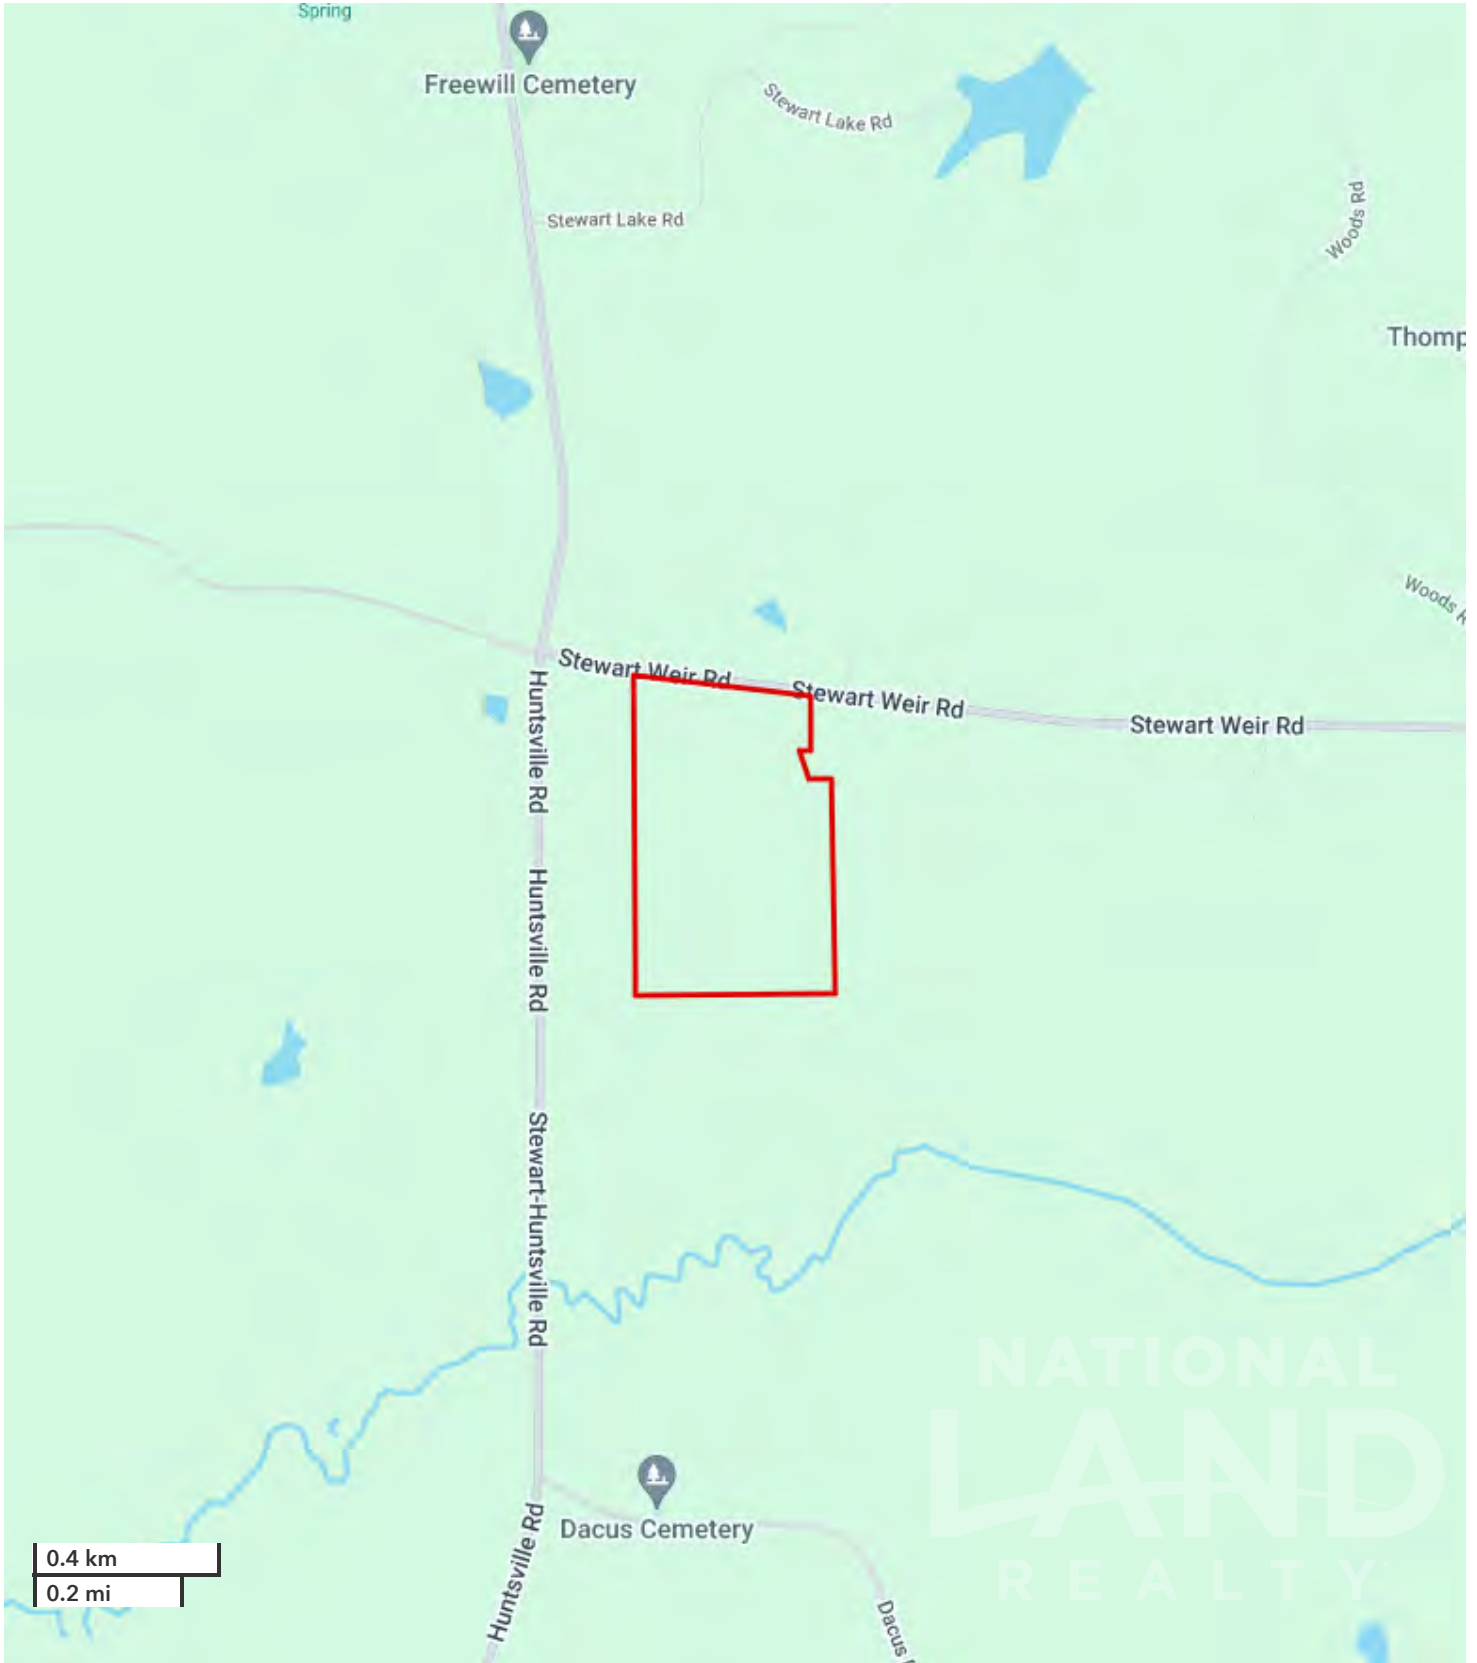 Spring
Freewill Cemetery
Stewart Lake Rd
Stewart Lake Rd
Woods Rd
Thomp
Woods R
Stewart Weir Rd
Stewart Weir Rd
Stewart Weir Rd
Huntsville Rd
Huntsville Rd
Stewart-Huntsville Rd
NATIONAL
LAND
REALTY
Dacus Cemetery
Huntsville Rd
0.4 km
0.2 mi
Dacus